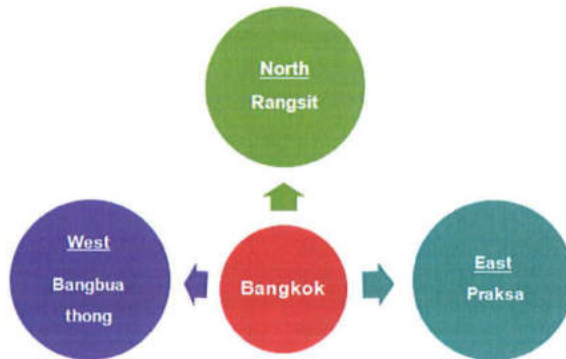 North
Rangsit
West
Bangbua
thong
Bangkok
East
Praksa